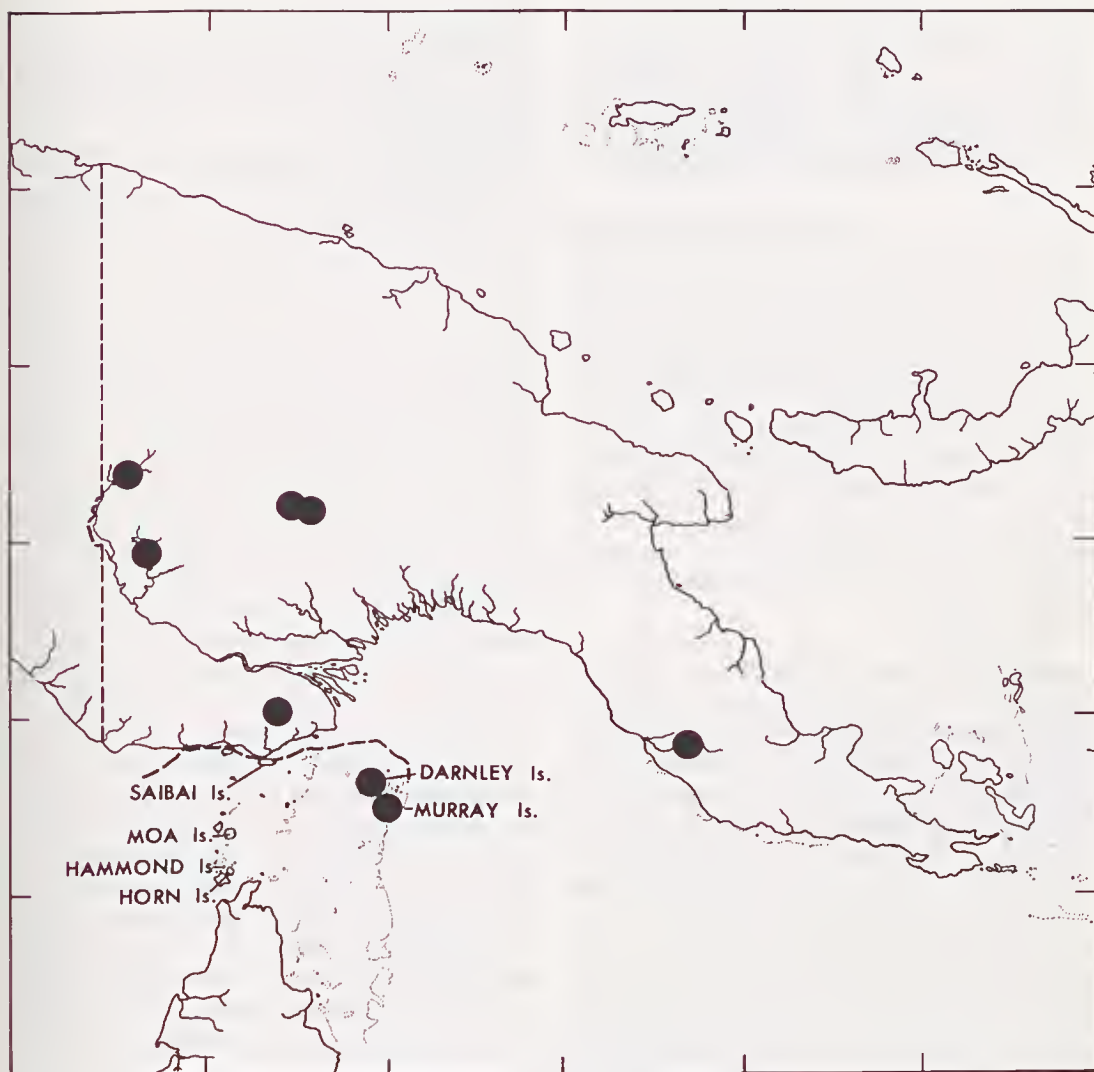 DARNLEY Is.
SAIBAI Is.
MURRAY Is.
MOA Is.
HAMMOND Is.
HORN Is.